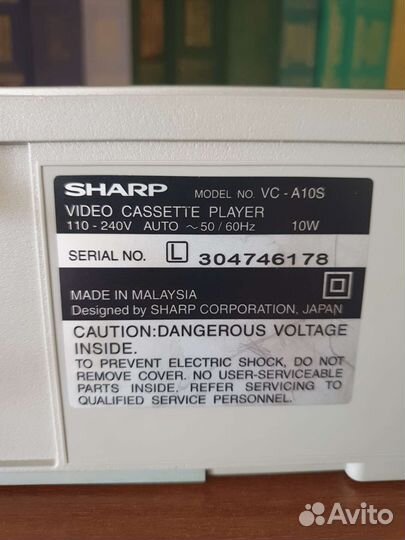 SHARP MODEL NO. VC - A10S
VIDEO CASSETTE PLAYER
110 - 240V AUTO ~ 50 / 60Hz 10W
SERIAL NO. L 304746178
MADE IN MALAYSIA
Designed by SHARP CORPORATION, JAPAN
CAUTION:DANGEROUS VOLTAGE
INSIDE.
TO PREVENT ELECTRIC SHOCK, DO NOT
REMOVE COVER. NO USER-SERVICEABLE
PARTS INSIDE. REFER SERVICING TO
QUALIFIED SERVICE PERSONNEL.
Avito